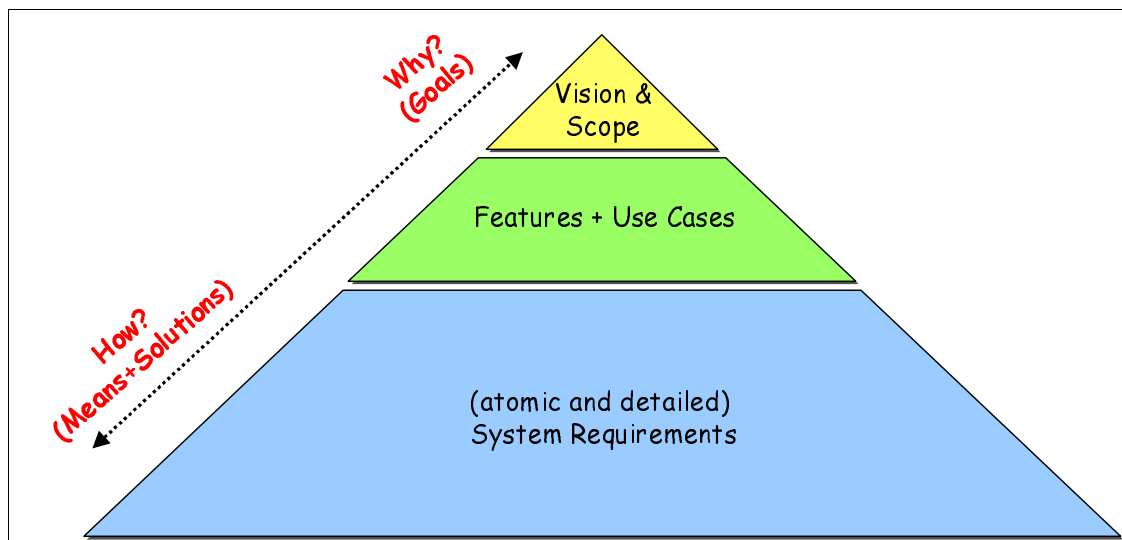 Why?
(Goals)
Vision &
Scope
Features + Use Cases
How?
(Means+Solutions)
(atomic and detailed)
System Requirements